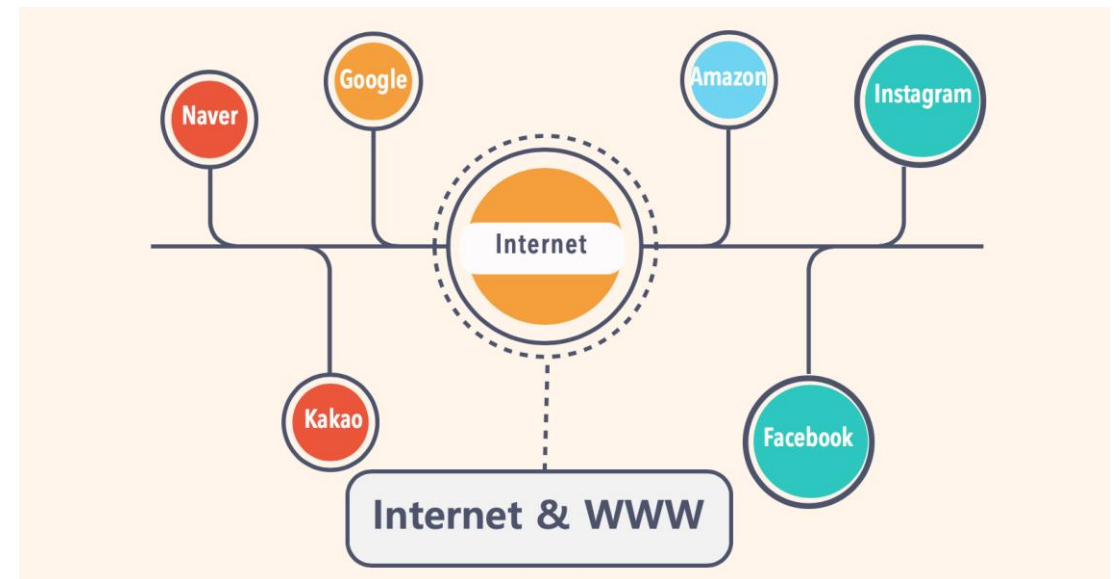 Google
Amazon
Instagram
Naver
Internet
Kakao
Facebook
Internet & WWW